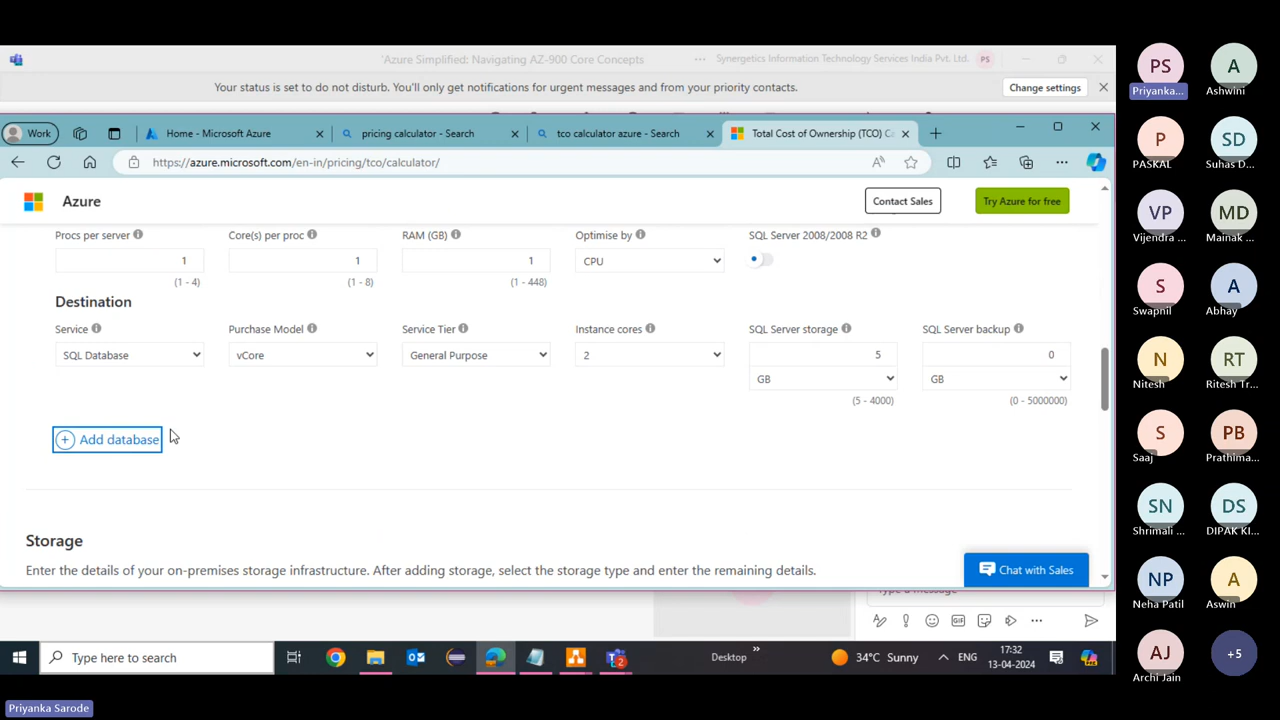 'Azure Simplified: Navigating AZ-900 Core Concepts
Synergetics Information Technology Services India Pvt. Ltd.
PS
Your status is set to do not disturb. You'll only get notifications for urgent messages and from your priority contacts.
Change settings
Work
Home - Microsoft Azure
pricing calculator - Search
tco calculator azure - Search
Total Cost of Ownership (TCO) Ca
https://azure.microsoft.com/en-in/pricing/tco/calculator/
Azure
Contact Sales
Try Azure for free
Procs per server
Core(s) per proc
RAM (GB)
Optimise by
SQL Server 2008/2008 R2
1
1
1
CPU
(1 - 4)
(1 - 8)
(1 - 448)
Destination
Service
Purchase Model
Service Tier
Instance cores
SQL Server storage
SQL Server backup
SQL Database
vCore
General Purpose
2
5
0
GB
GB
(5 - 4000)
(0 - 5000000)
Add database
Storage
Enter the details of your on-premises storage infrastructure. After adding storage, select the storage type and enter the remaining details.
Chat with Sales
Type here to search
2
Desktop
34°C Sunny
ENG
17:32
13-04-2024
PS
Priyanka...
A
Ashwini
P
PASKAL
SD
Suhas D...
VP
Vijendra ...
MD
Mainak ...
S
Swapnil
A
Abhay
N
Nitesh
RT
Ritesh Tr...
S
Saaj
PB
Prathima...
SN
Shrimali ...
DS
DIPAK KI...
NP
Neha Patil
A
Aswin
AJ
Archi Jain
+5
Priyanka Sarode